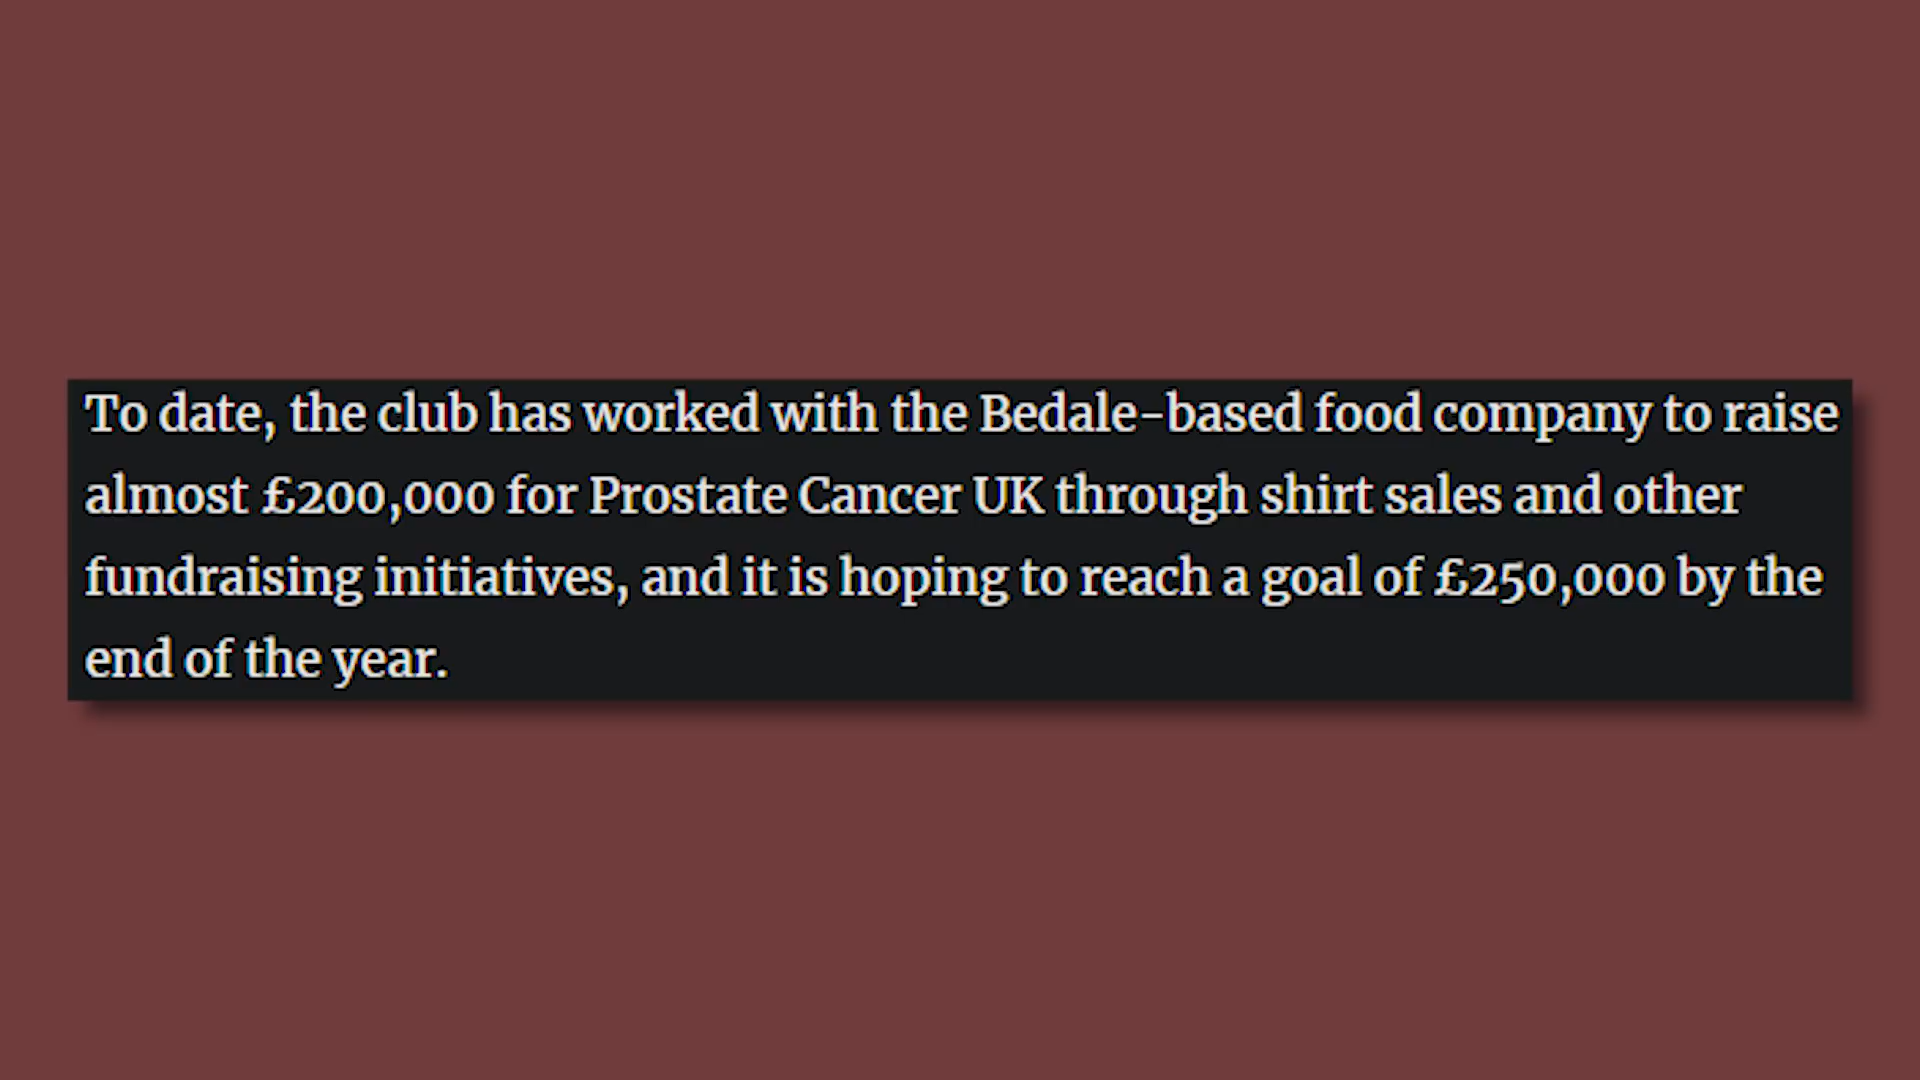 To date, the club has worked with the Bedale-based food company to raise
almost £200,000 for Prostate Cancer UK through shirt sales and other
fundraising initiatives, and it is hoping to reach a goal of £250,000 by the
end of the year.